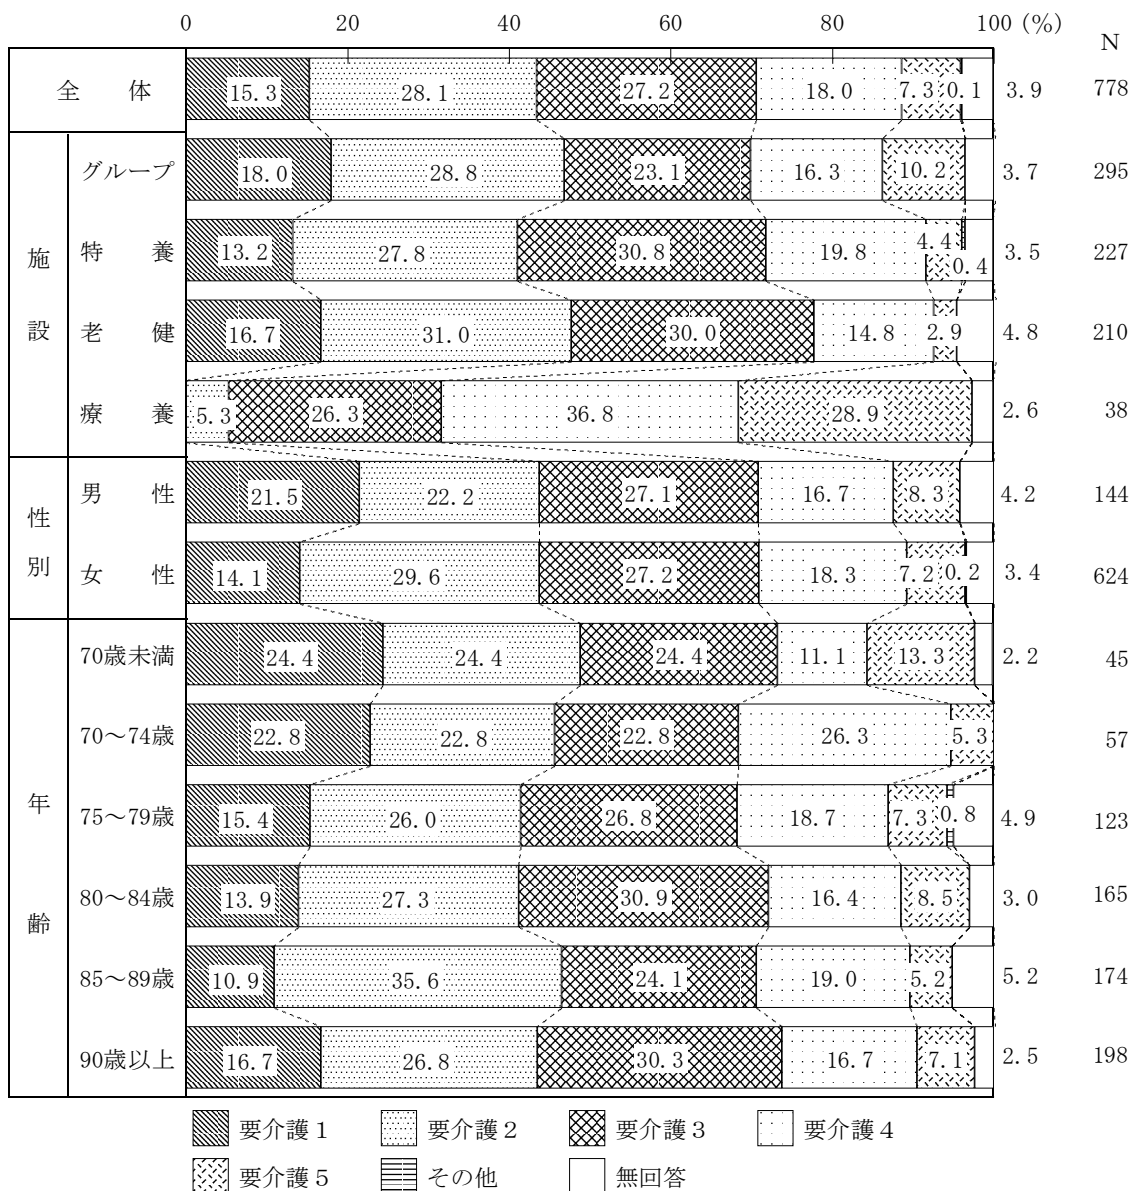 0 20 40 60 80 100 (%)
N
全体 15.3 28.1 27.2 18.0 7.3 0.1 3.9 778
施設
グループ 18.0 28.8 23.1 16.3 10.2 3.7 295
特養 13.2 27.8 30.8 19.8 4.4 0.4 3.5 227
老健 16.7 31.0 30.0 14.8 2.9 4.8 210
療養 5.3 26.3 36.8 28.9 2.6 38
性別
男性 21.5 22.2 27.1 16.7 8.3 4.2 144
女性 14.1 29.6 27.2 18.3 7.2 0.2 3.4 624
年齢
70歳未満 24.4 24.4 24.4 11.1 13.3 2.2 45
70～74歳 22.8 22.8 22.8 26.3 5.3 57
75～79歳 15.4 26.0 26.8 18.7 7.3 0.8 4.9 123
80～84歳 13.9 27.3 30.9 16.4 8.5 3.0 165
85～89歳 10.9 35.6 24.1 19.0 5.2 5.2 174
90歳以上 16.7 26.8 30.3 16.7 7.1 2.5 198
要介護1 要介護2 要介護3 要介護4
要介護5 その他 無回答